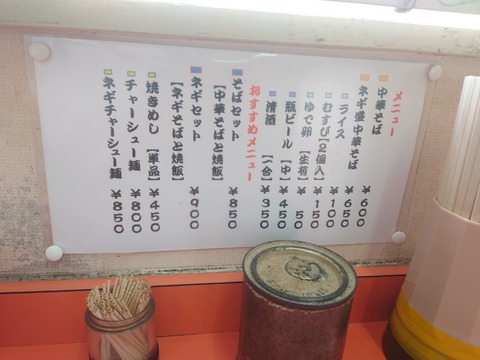 メニュー
中華そば ¥600
ネギ盛中華そば ¥650
ライス ¥100
むすび【2個入】 ¥150
ゆで卵【生有】 ¥50
瓶ビール【中】 ¥450
清酒【一合】 ¥350
おすすめメニュー
そばセット ¥850
【中華そばと焼飯】
ネギセット ¥900
【ネギそばと焼飯】
焼きめし【単品】 ¥450
チャーシュー麺 ¥800
ネギチャーシュー麺 ¥850